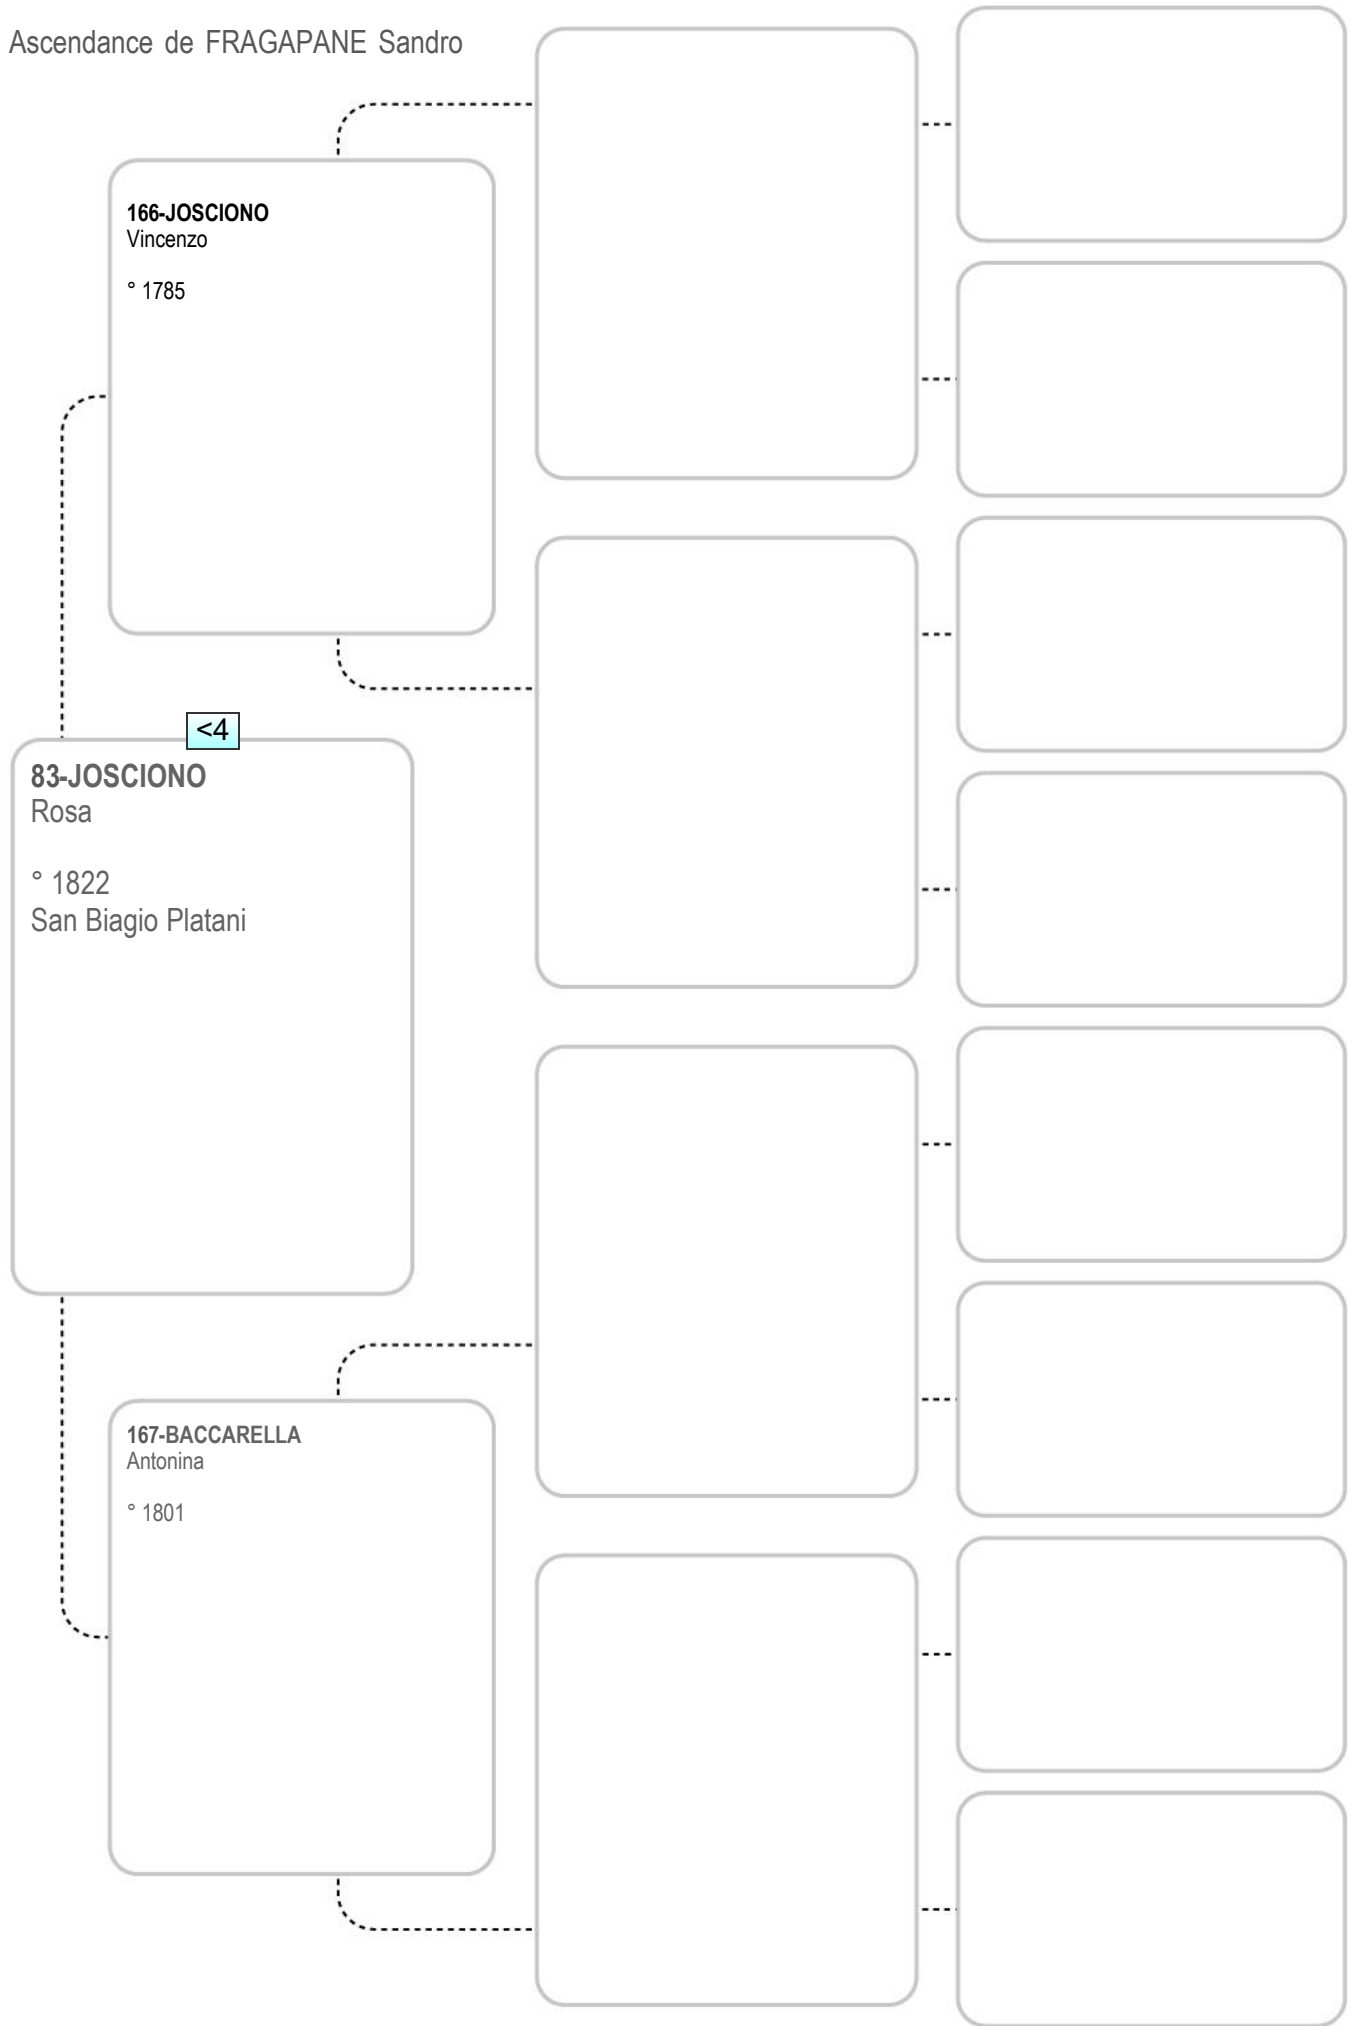 Ascendance de FRAGAPANE Sandro
166-JOSCIONO
Vincenzo
° 1785
<4
83-JOSCIONO
Rosa
° 1822
San Biagio Platani
167-BACCARELLA
Antonina
° 1801